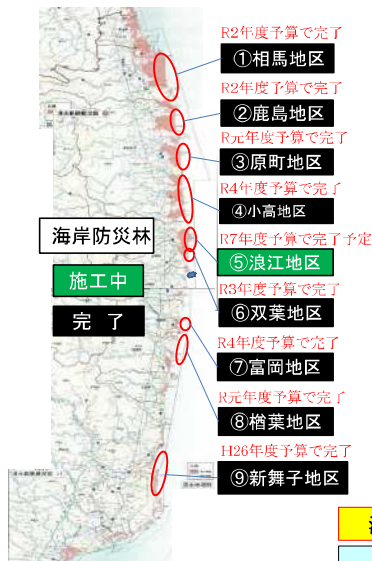 R2年度予算で完了
①相馬地区
R2年度予算で完了
②鹿島地区
R元年度予算で完了
③原町地区
R4年度予算で完了
④小高地区
海岸防災林
R7年度予算で完了予定
⑤浪江地区
施工中
R3年度予算で完了
⑥双葉地区
完了
R4年度予算で完了
⑦富岡地区
R元年度予算で完了
⑧楢葉地区
H26年度予算で完了
⑨新舞子地区